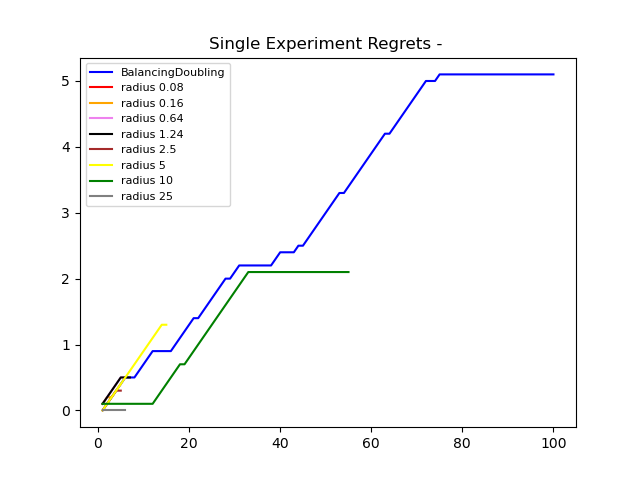 Single Experiment Regrets -
BalancingDoubling
radius 0.08
radius 0.16
radius 0.64
radius 1.24
radius 2.5
radius 5
radius 10
radius 25
5
4
3
2
1
0
0 20 40 60 80 100